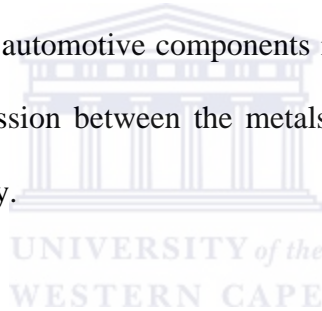 automotive components
ssion between the metals
y.
UNIVERSITY of the
WESTERN CAPE